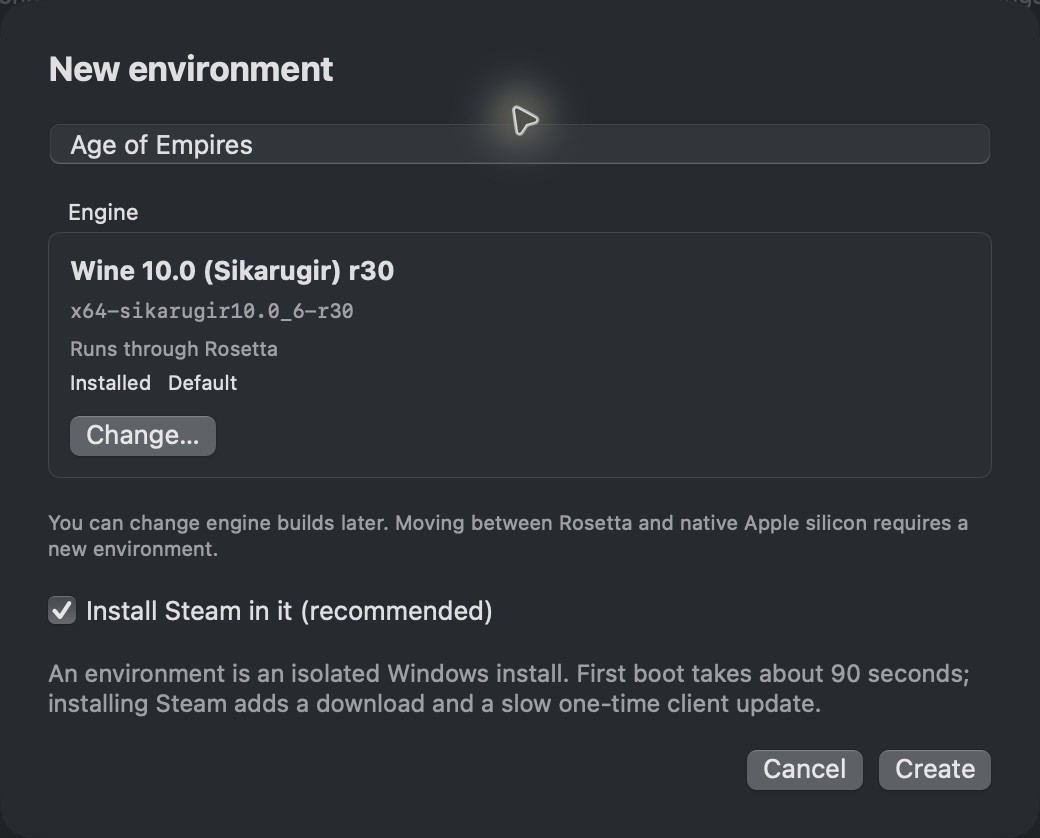 New environment
Age of Empires
Engine
Wine 10.0 (Sikarugir) r30
x64-sikarugir10.0_6-r30
Runs through Rosetta
Installed Default
Change...
You can change engine builds later. Moving between Rosetta and native Apple silicon requires a
new environment.
Install Steam in it (recommended)
An environment is an isolated Windows install. First boot takes about 90 seconds;
installing Steam adds a download and a slow one-time client update.
Cancel Create